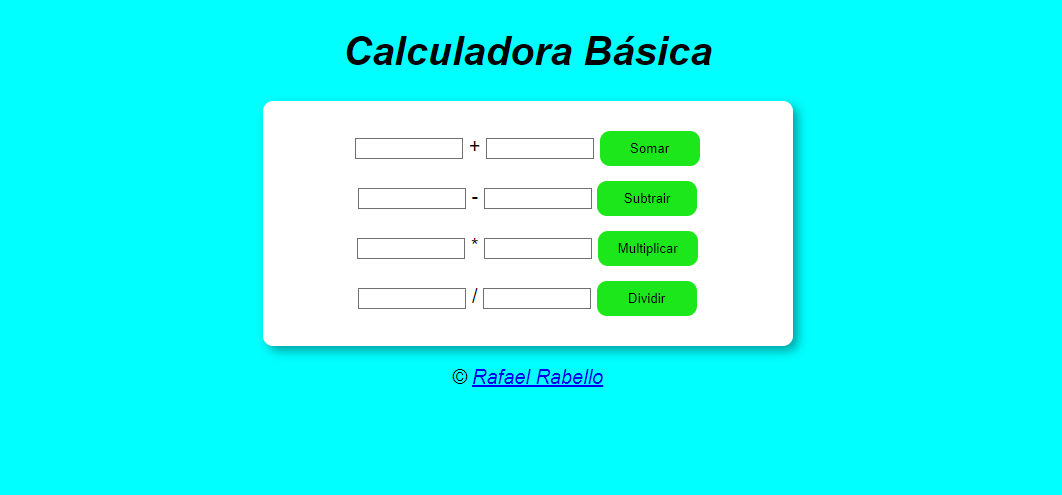 Calculadora Básica
+ Somar
- Subtrair
* Multiplicar
/ Dividir
© Rafael Rabello